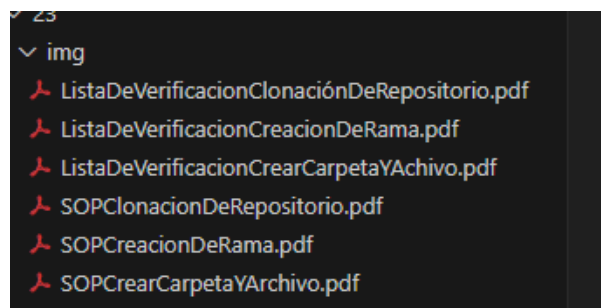 23
img
ListaDeVerificacionClonaciónDeRepositorio.pdf
ListaDeVerificacionCreacionDeRama.pdf
ListaDeVerificacionCrearCarpetaYAchivo.pdf
SOPClonacionDeRepositorio.pdf
SOPCreacionDeRama.pdf
SOPCrearCarpetaYArchivo.pdf